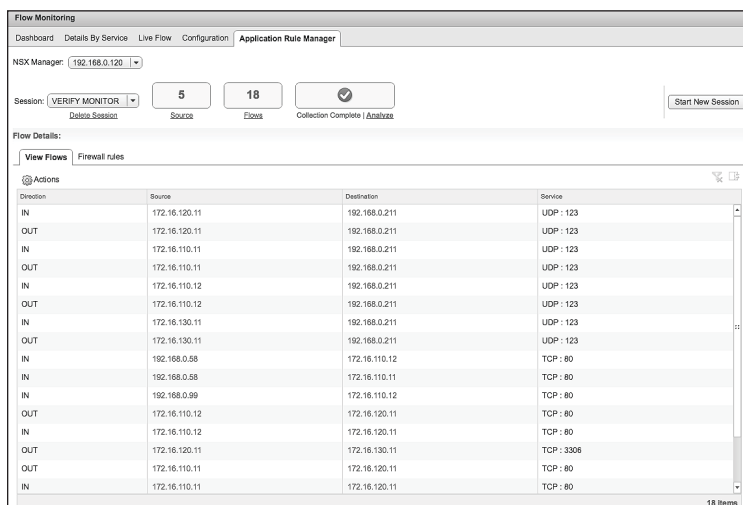 Flow Monitoring
Dashboard Details By Service Live Flow Configuration Application Rule Manager
NSX Manager: 192.168.0.120
Session: VERIFY MONITOR 5 18 Start New Session
Delete Session Source Flows Collection Complete | Analyze
Flow Details:
View Flows Firewall rules
Actions
Direction Source Destination Service
IN 172.16.120.11 192.168.0.211 UDP : 123
OUT 172.16.120.11 192.168.0.211 UDP : 123
IN 172.16.110.11 192.168.0.211 UDP : 123
OUT 172.16.110.11 192.168.0.211 UDP : 123
IN 172.16.110.12 192.168.0.211 UDP : 123
OUT 172.16.110.12 192.168.0.211 UDP : 123
IN 172.16.130.11 192.168.0.211 UDP : 123
OUT 172.16.130.11 192.168.0.211 UDP : 123
IN 192.168.0.58 172.16.110.12 TCP : 80
IN 192.168.0.58 172.16.110.11 TCP : 80
IN 192.168.0.99 172.16.110.12 TCP : 80
OUT 172.16.110.12 172.16.120.11 TCP : 80
IN 172.16.110.12 172.16.120.11 TCP : 80
OUT 172.16.120.11 172.16.130.11 TCP : 3306
OUT 172.16.110.11 172.16.120.11 TCP : 80
IN 172.16.110.11 172.16.120.11 TCP : 80
18 items